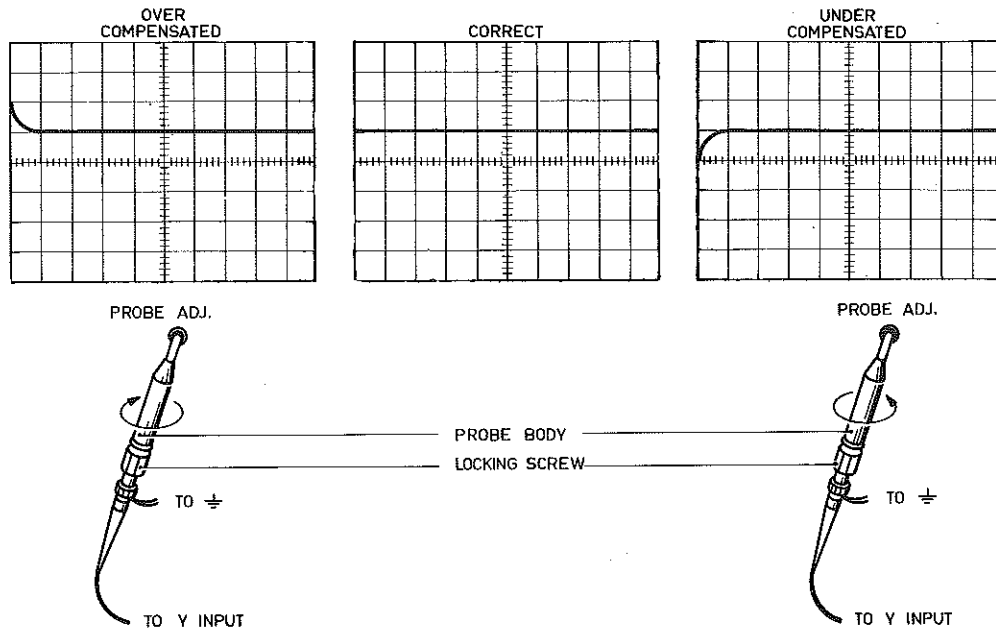 OVER
COMPENSATED
CORRECT
UNDER
COMPENSATED
PROBE ADJ.
PROBE ADJ.
PROBE BODY
LOCKING SCREW
TO ⏚
TO ⏚
TO Y INPUT
TO Y INPUT